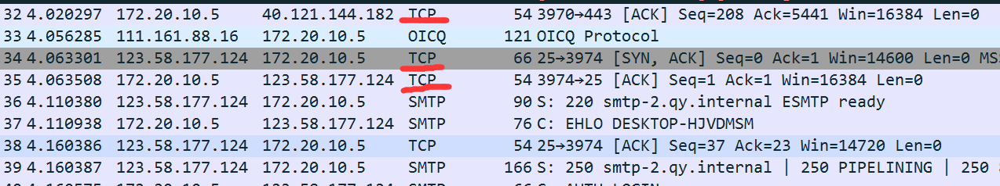 32 4.020297 172.20.10.5 40.121.144.182 TCP 54 3970→443 [ACK] Seq=208 Ack=5441 Win=16384 Len=0
33 4.056285 111.161.88.16 172.20.10.5 OICQ 121 OICQ Protocol
34 4.063301 123.58.177.124 172.20.10.5 TCP 66 25→3974 [SYN, ACK] Seq=0 Ack=1 Win=14600 Len=0
35 4.063508 172.20.10.5 123.58.177.124 TCP 54 3974→25 [ACK] Seq=1 Ack=1 Win=16384 Len=0
36 4.110380 123.58.177.124 172.20.10.5 SMTP 90 S: 220 smtp-2.qy.internal ESMTP ready
37 4.110938 172.20.10.5 123.58.177.124 SMTP 76 C: EHLO DESKTOP-HJVDMSM
38 4.160386 123.58.177.124 172.20.10.5 TCP 54 25→3974 [ACK] Seq=37 Ack=23 Win=14720 Len=0
39 4.160387 123.58.177.124 172.20.10.5 SMTP 166 S: 250 smtp-2.qy.internal | 250 PIPELINING | 250